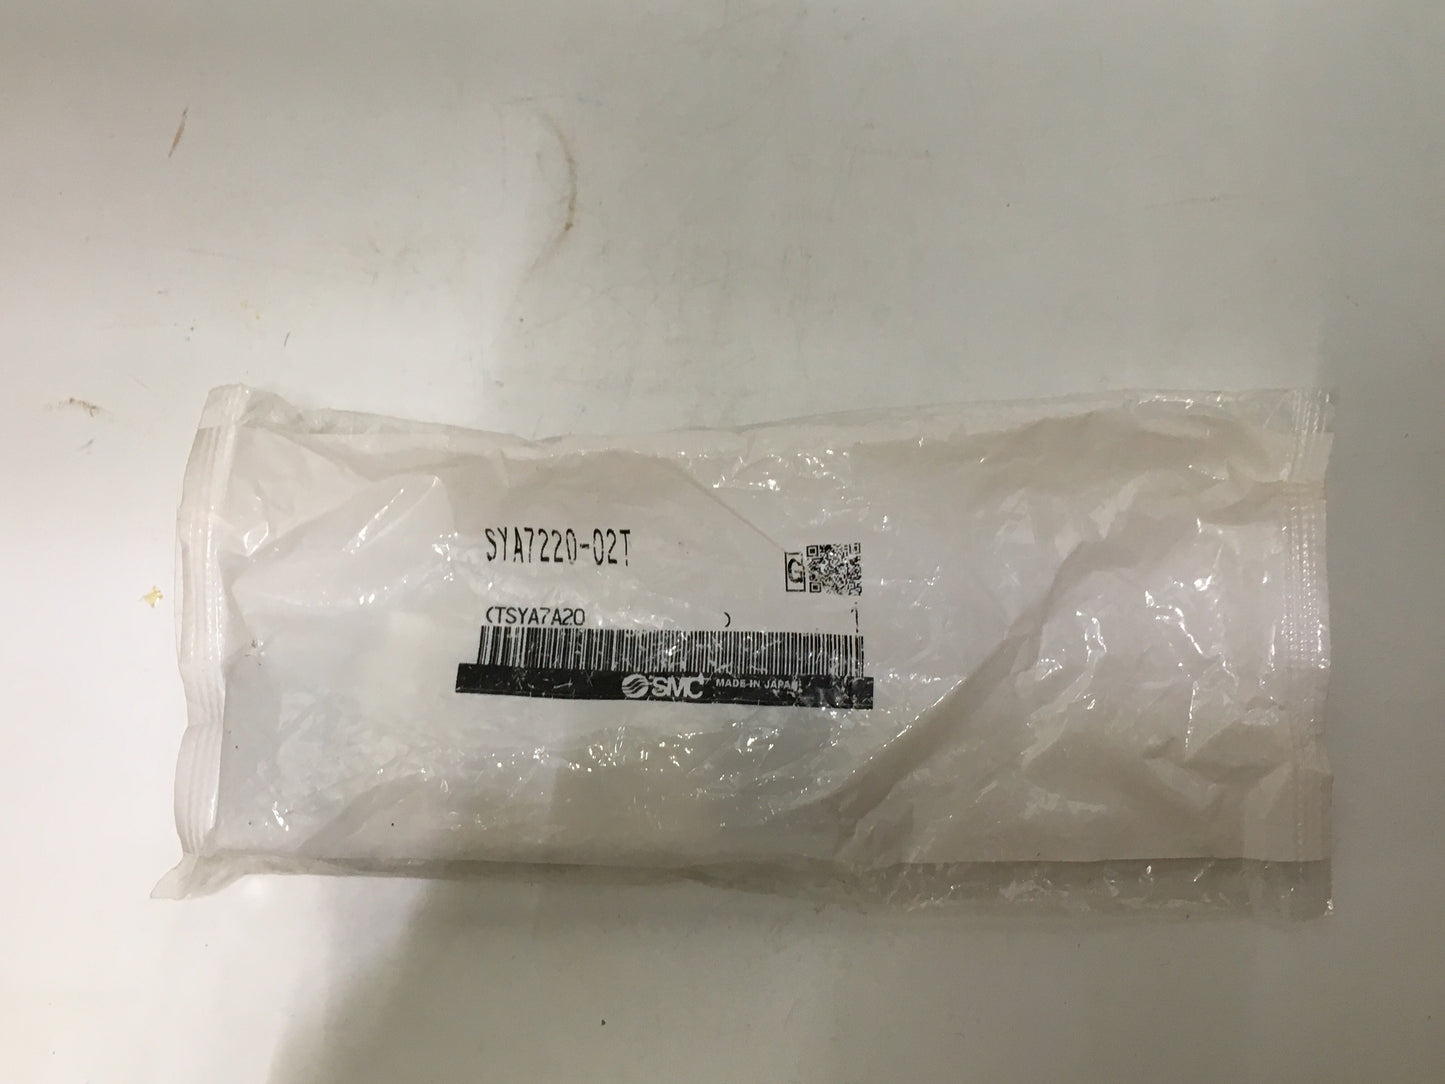 SYA7220-02T
G
(TSYA7A20 ) 1
SMC MADE IN JAPAN